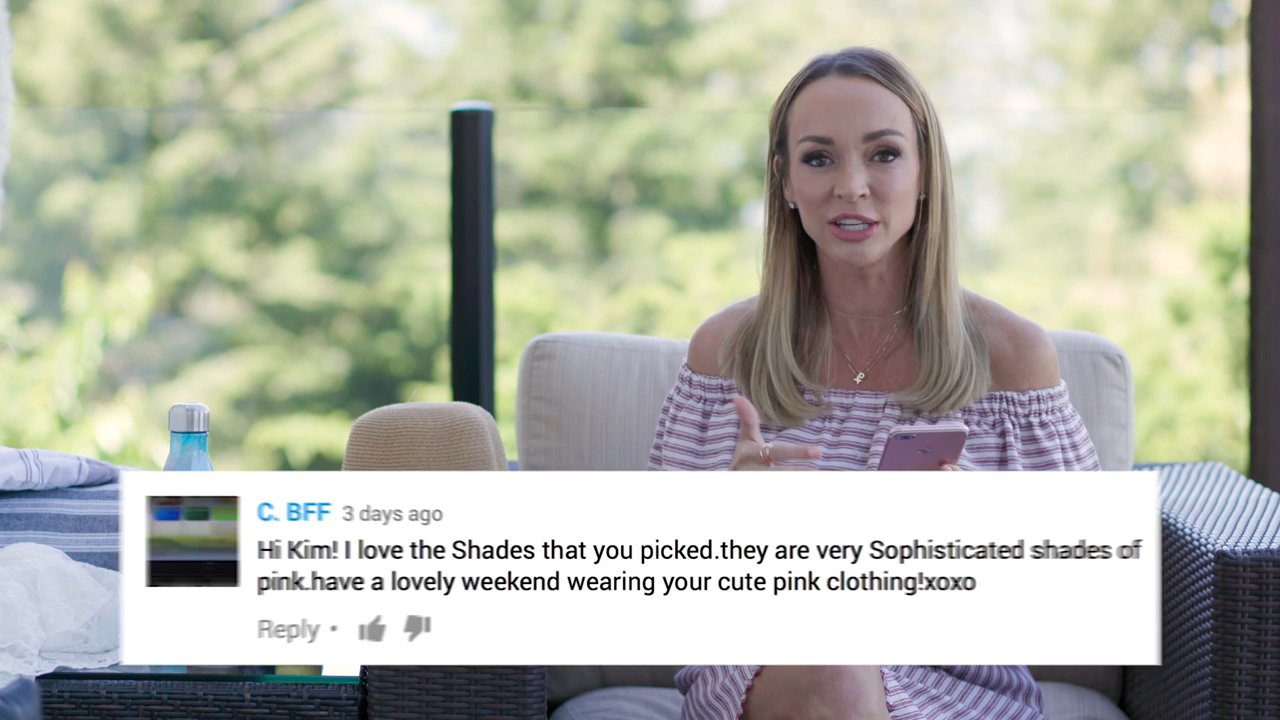 C. BFF 3 days ago
Hi Kim! I love the Shades that you picked.they are very Sophisticated shades of
pink.have a lovely weekend wearing your cute pink clothing!xoxo
Reply •